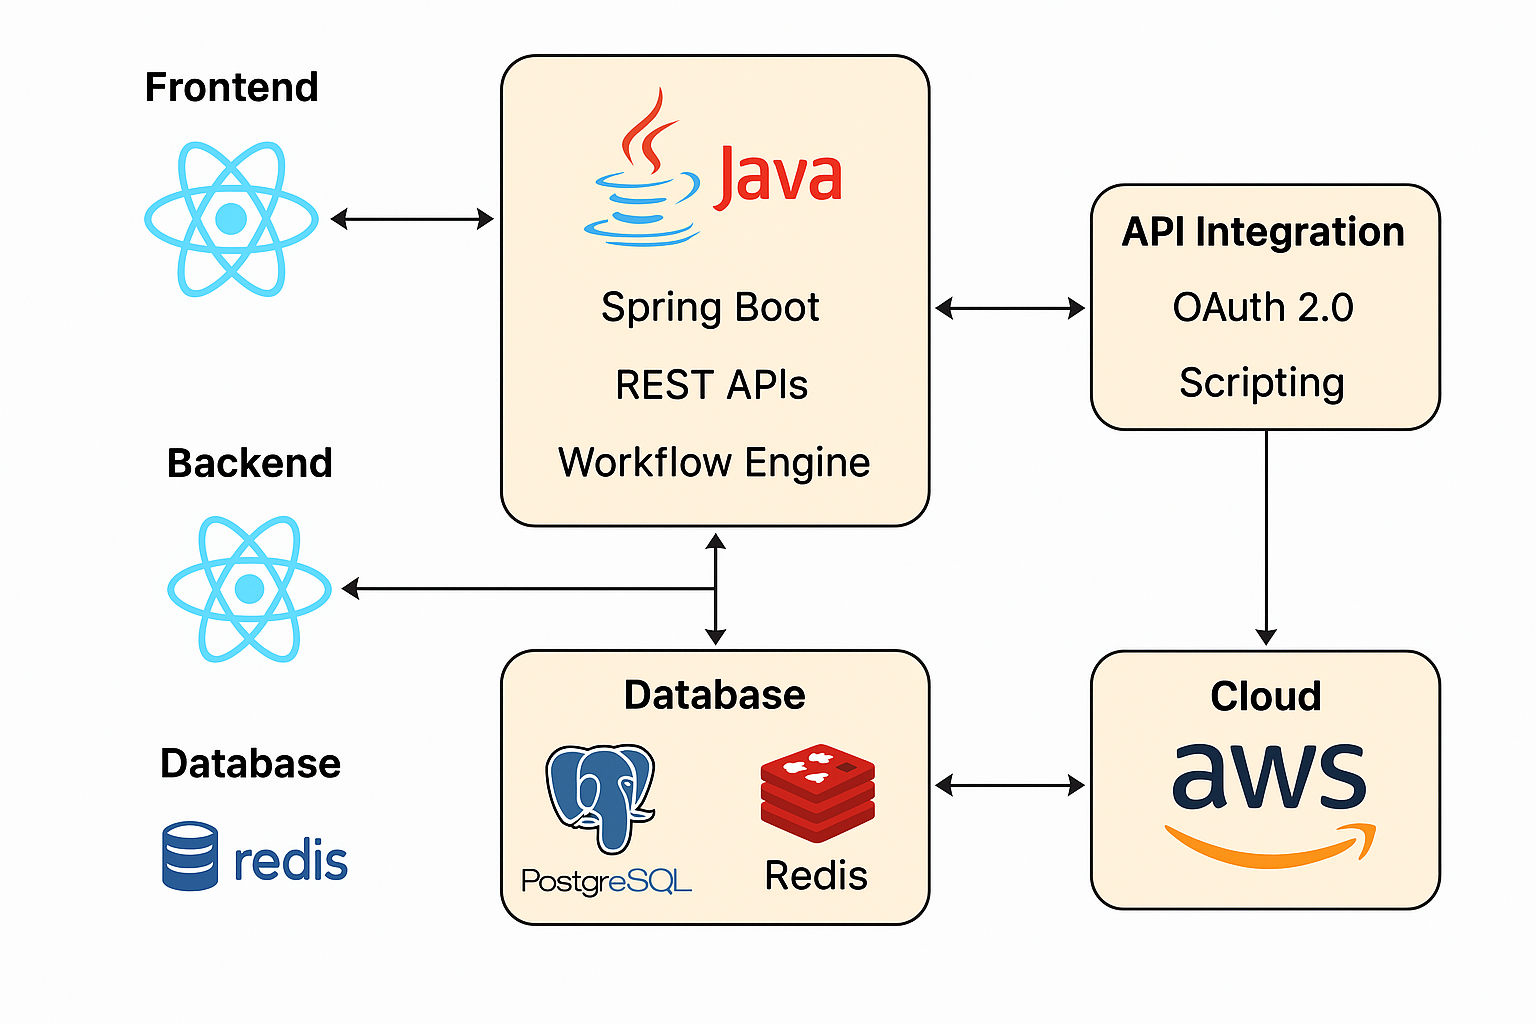 Frontend
Backend
Database
redis
Java
Spring Boot
REST APIs
Workflow Engine
Database
PostgreSQL
Redis
API Integration
OAuth 2.0
Scripting
Cloud
aws